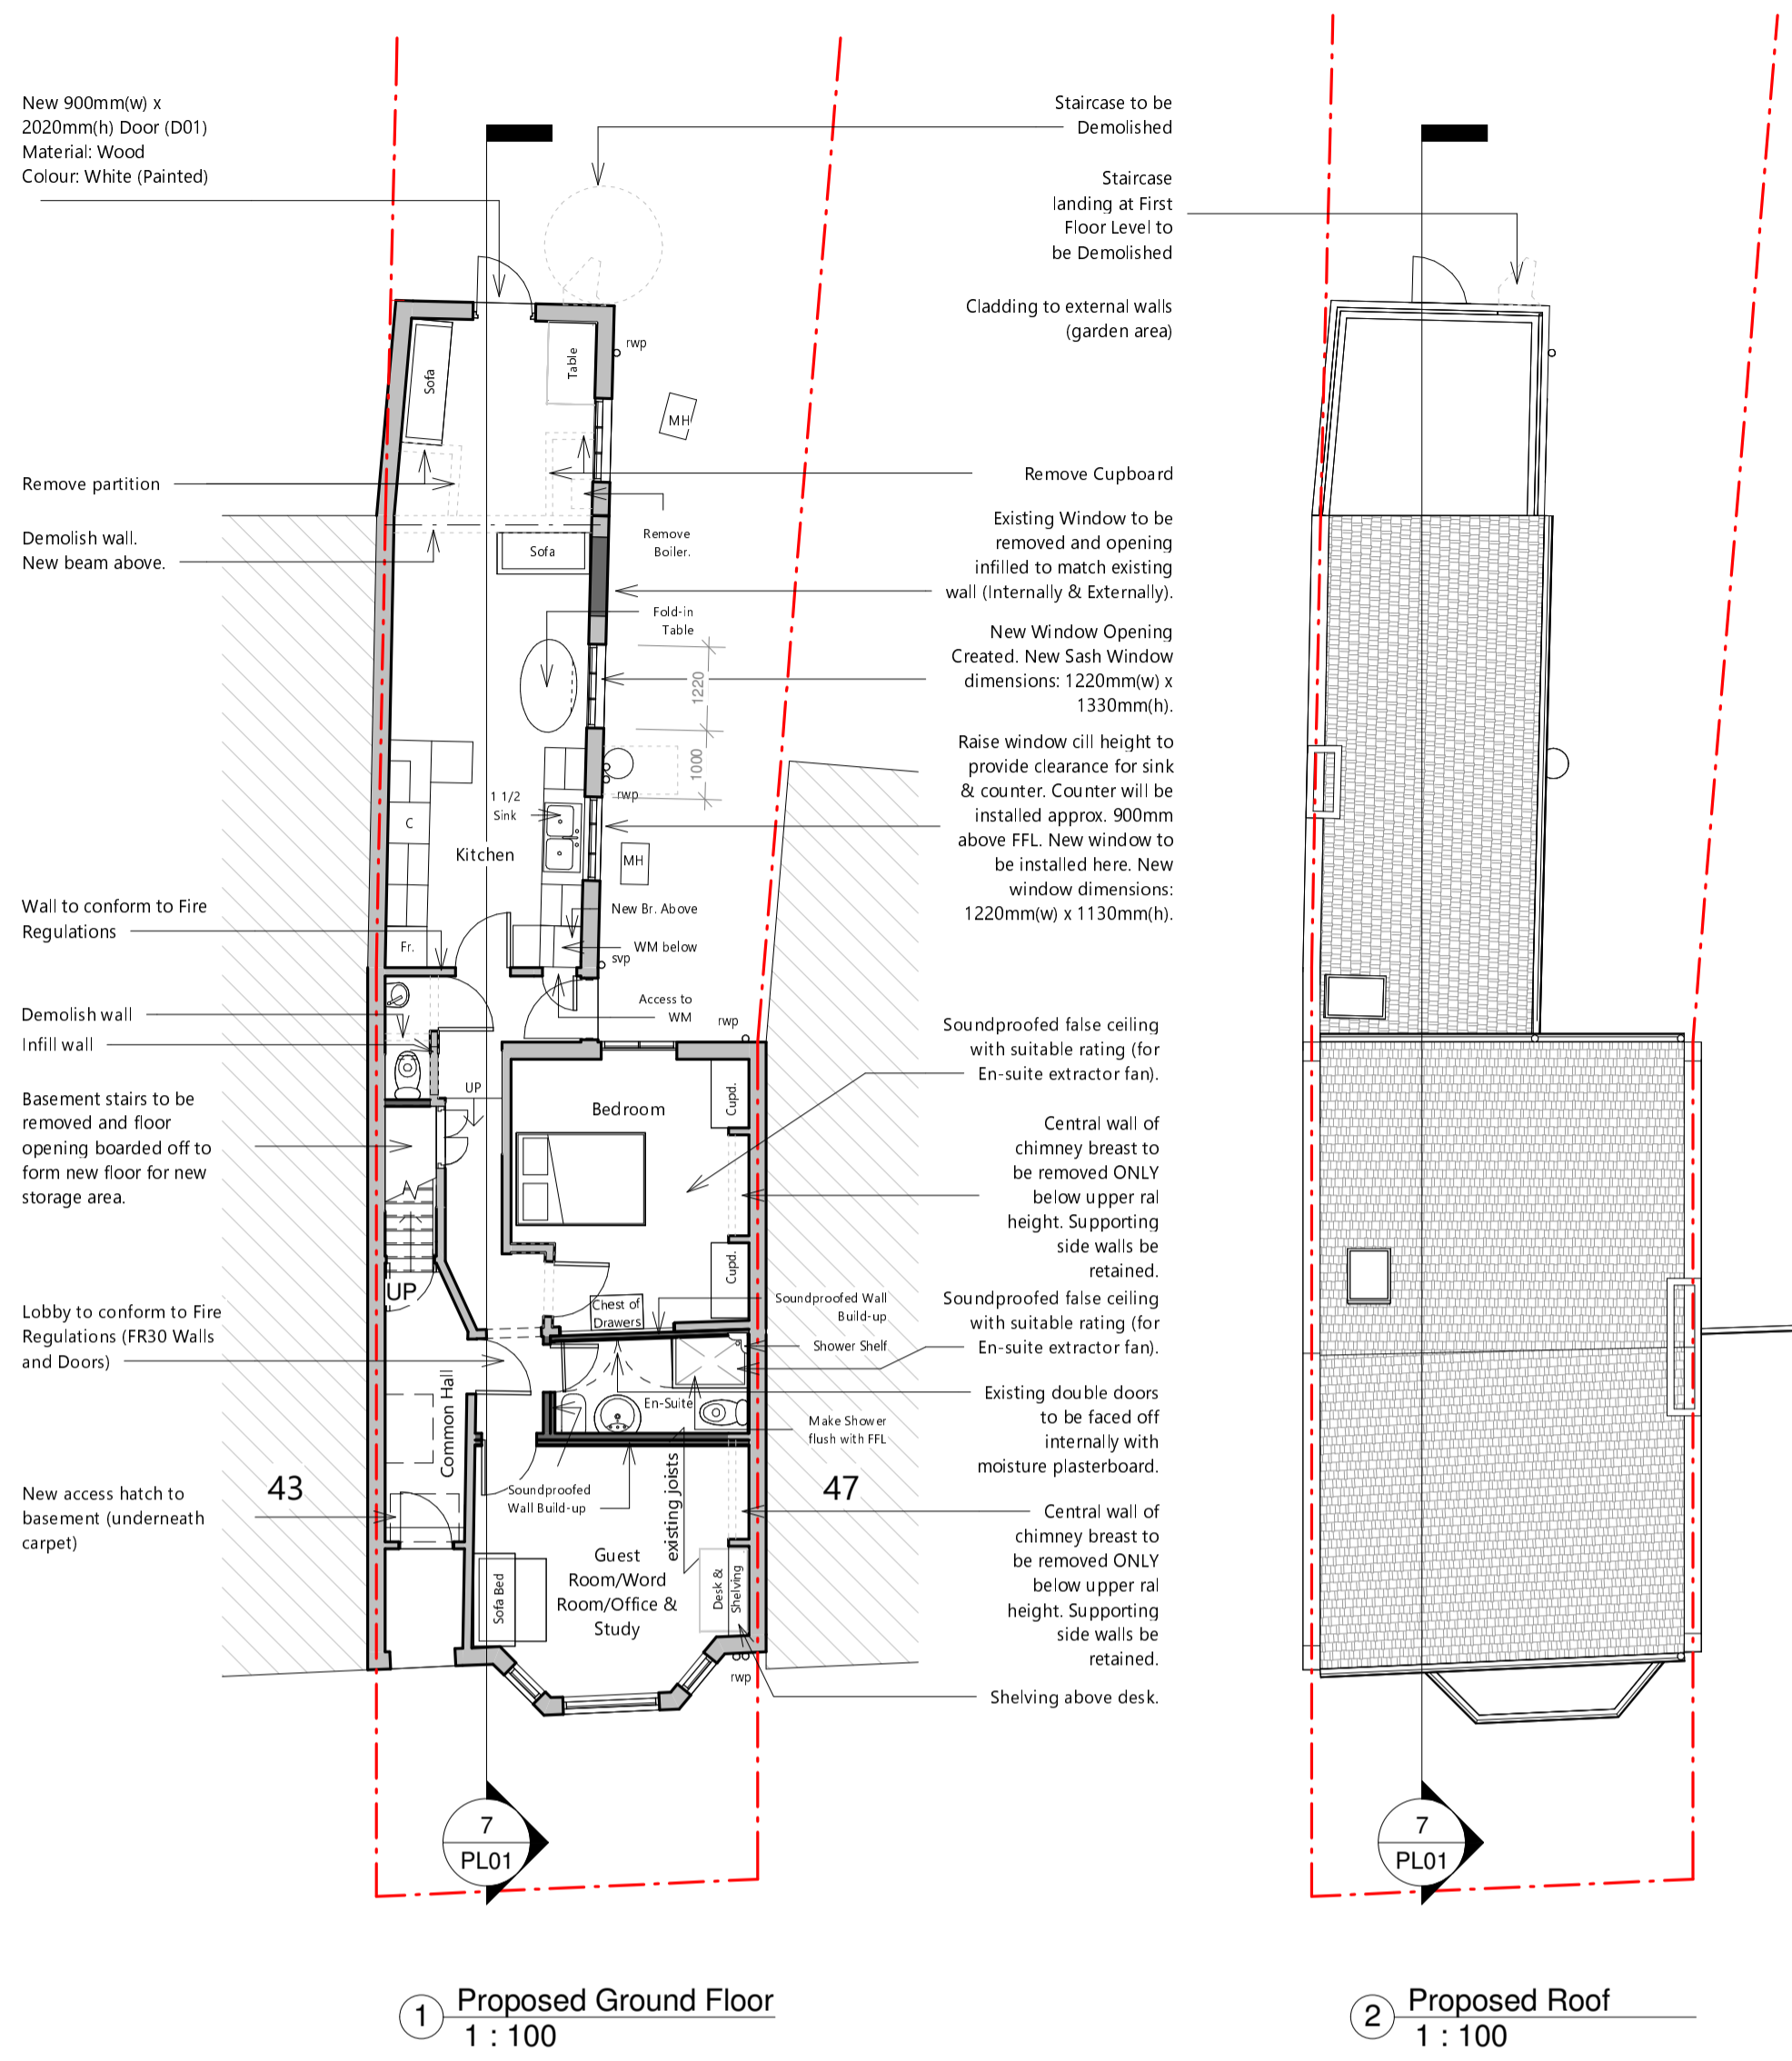 New 900mm(w) x
2020mm(h) Door (D01)
Material: Wood
Colour: White (Painted)
Remove partition
Demolish wall.
New beam above.
Wall to conform to Fire
Regulations
Demolish wall
Infill wall
Basement stairs to be
removed and floor
opening boarded off to
form new floor for new
storage area.
Lobby to conform to Fire
Regulations (FR30 Walls
and Doors)
New access hatch to
basement (underneath
carpet)
43
47
Sofa
Table
rwp
MH
Sofa
Remove
Boiler.
Fold-in
Table
1220
1000
rwp
1 1/2
Sink
C
Kitchen
MH
Fr.
New Br. Above
WM below
svp
Access to
WM
rwp
UP
Bedroom
Cupd.
Cupd.
UP
Chest of
Drawers
Soundproofed Wall
Build-up
Shower Shelf
En-Suite
Make Shower
flush with FFL
Common Hall
Soundproofed
Wall Build-up
existing joists
Guest
Room/Word
Room/Office &
Study
Sofa Bed
Desk &
Shelving
rwp
Staircase to be
Demolished
Staircase
landing at First
Floor Level to
be Demolished
Cladding to external walls
(garden area)
Remove Cupboard
Existing Window to be
removed and opening
infilled to match existing
wall (Internally & Externally).
New Window Opening
Created. New Sash Window
dimensions: 1220mm(w) x
1330mm(h).
Raise window cill height to
provide clearance for sink
& counter. Counter will be
installed approx. 900mm
above FFL. New window to
be installed here. New
window dimensions:
1220mm(w) x 1130mm(h).
Soundproofed false ceiling
with suitable rating (for
En-suite extractor fan).
Central wall of
chimney breast to
be removed ONLY
below upper ral
height. Supporting
side walls be
retained.
Soundproofed false ceiling
with suitable rating (for
En-suite extractor fan).
Existing double doors
to be faced off
internally with
moisture plasterboard.
Central wall of
chimney breast to
be removed ONLY
below upper ral
height. Supporting
side walls be
retained.
Shelving above desk.
7
PL01
7
PL01
1 Proposed Ground Floor
1 : 100
2 Proposed Roof
1 : 100